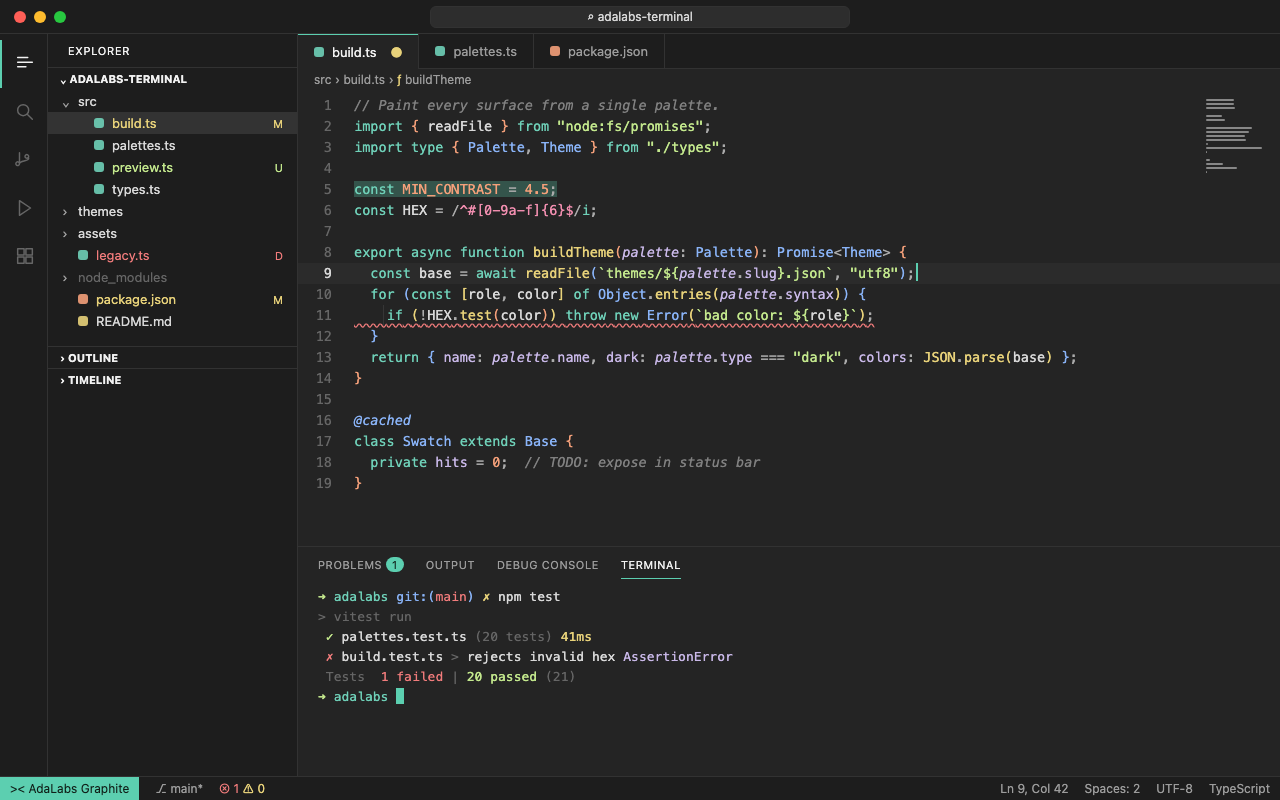 adalabs-terminal
EXPLORER
ADALABS-TERMINAL
src
build.ts M
palettes.ts
preview.ts U
types.ts
themes
assets
legacy.ts D
node_modules
package.json M
README.md
OUTLINE
TIMELINE
build.ts
palettes.ts
package.json
src › build.ts › ƒ buildTheme
1 // Paint every surface from a single palette.
2 import { readFile } from "node:fs/promises";
3 import type { Palette, Theme } from "./types";
4
5 const MIN_CONTRAST = 4.5;
6 const HEX = /^#[0-9a-f]{6}$/i;
7
8 export async function buildTheme(palette: Palette): Promise<Theme> {
9 const base = await readFile(`themes/${palette.slug}.json`, "utf8");
10 for (const [role, color] of Object.entries(palette.syntax)) {
11 if (!HEX.test(color)) throw new Error(`bad color: ${role}`);
12 }
13 return { name: palette.name, dark: palette.type === "dark", colors: JSON.parse(base) };
14 }
15
16 @cached
17 class Swatch extends Base {
18 private hits = 0; // TODO: expose in status bar
19 }
PROBLEMS 1 OUTPUT DEBUG CONSOLE TERMINAL
➜ adalabs git:(main) ✗ npm test
> vitest run
✓ palettes.test.ts (20 tests) 41ms
✗ build.test.ts > rejects invalid hex AssertionError
Tests 1 failed | 20 passed (21)
➜ adalabs
>< AdaLabs Graphite
main*
1
0
Ln 9, Col 42
Spaces: 2
UTF-8
TypeScript